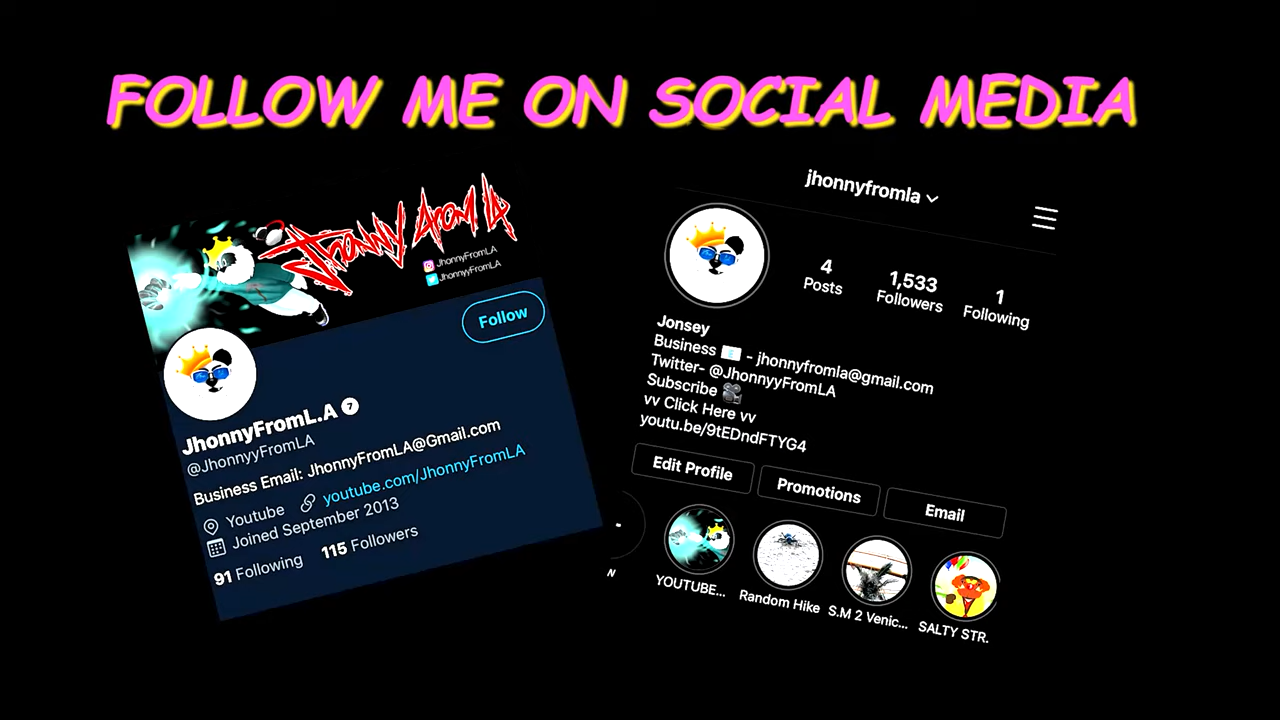 FOLLOW ME ON SOCIAL MEDIA
Jhonny From LA
JhonnyFromLA
JhonnyyFromLA
Follow
JhonnyFromL.A 7
@JhonnyyFromLA
Business Email: JhonnyFromLA@Gmail.com
Youtube youtube.com/JhonnyFromLA
Joined September 2013
91 Following 115 Followers
jhonnyfromla
4 Posts
1,533 Followers
1 Following
Jonsey
Business 📧 - jhonnyfromla@gmail.com
Twitter- @JhonnyyFromLA
Subscribe 🎥
vv Click Here vv
youtu.be/9tEDndFTYG4
Edit Profile
Promotions
Email
N
YOUTUBE...
Random Hike
S.M 2 Venic...
SALTY STR.